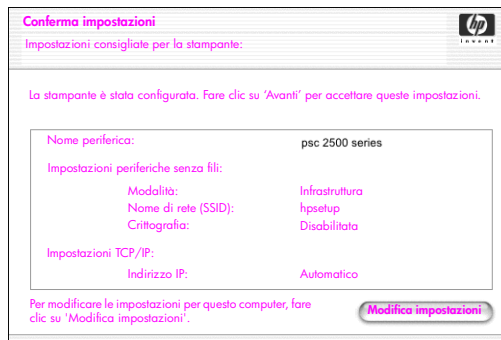 Conferma impostazioni
Impostazioni consigliate per la stampante:
hp
invent
La stampante è stata configurata. Fare clic su ‘Avanti’ per accettare queste impostazioni.
Nome periferica: psc 2500 series
Impostazioni periferiche senza fili:
Modalità: Infrastruttura
Nome di rete (SSID): hpsetup
Crittografia: Disabilitata
Impostazioni TCP/IP:
Indirizzo IP: Automatico
Per modificare le impostazioni per questo computer, fare
clic su 'Modifica impostazioni'.
Modifica impostazioni